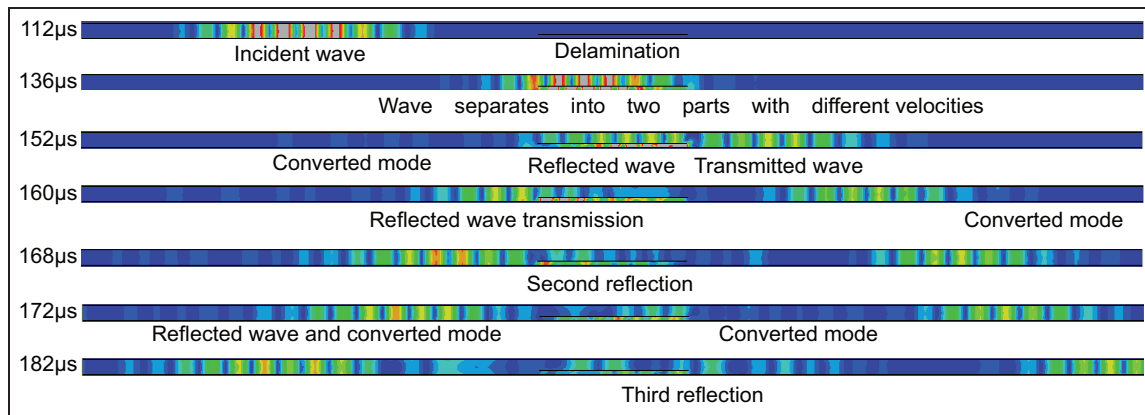 112μs
Incident wave Delamination
136μs
Wave separates into two parts with different velocities
152μs
Converted mode Reflected wave Transmitted wave
160μs
Reflected wave transmission Converted mode
168μs
Second reflection
172μs
Reflected wave and converted mode Converted mode
182μs
Third reflection